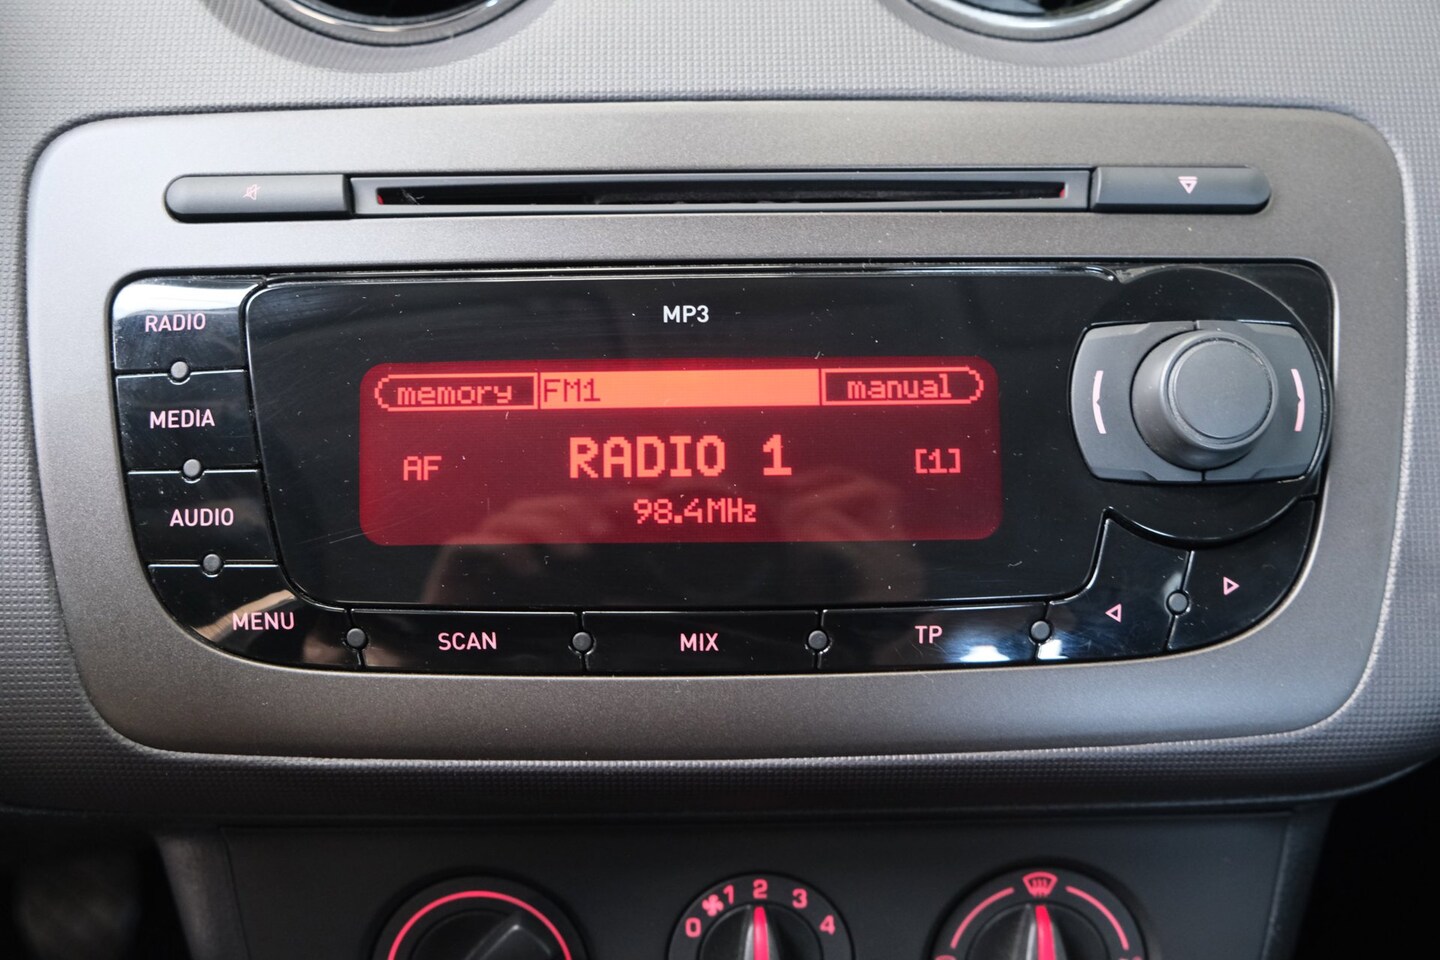 RADIO
MEDIA
AUDIO
MENU
MP3
memory FM1 manual
AF RADIO 1 [1]
98.4MHz
SCAN MIX TP
0 1 2 3 4